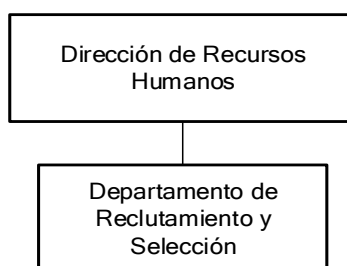 Dirección de Recursos
Humanos
Departamento de
Reclutamiento y
Selección